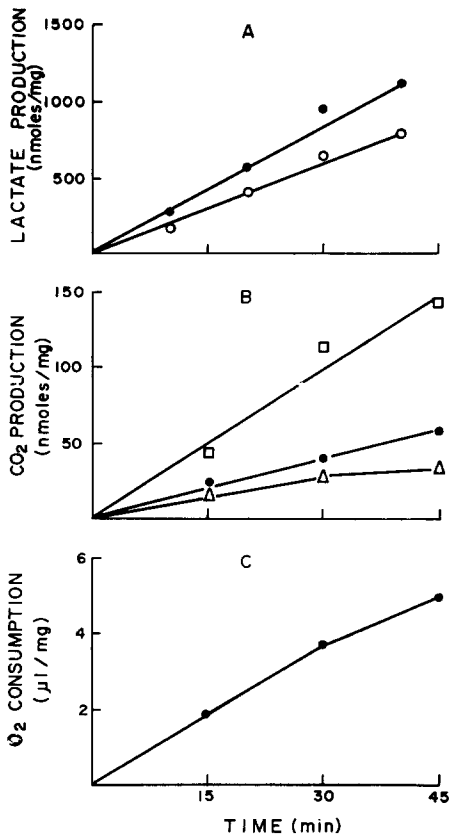 A
LACTATE PRODUCTION
(nmoles/mg)
1500
1000
500
B
CO2 PRODUCTION
(nmoles/mg)
150
100
50
C
O2 CONSUMPTION
(µl/mg)
6
4
2
15 30 45
TIME (min)